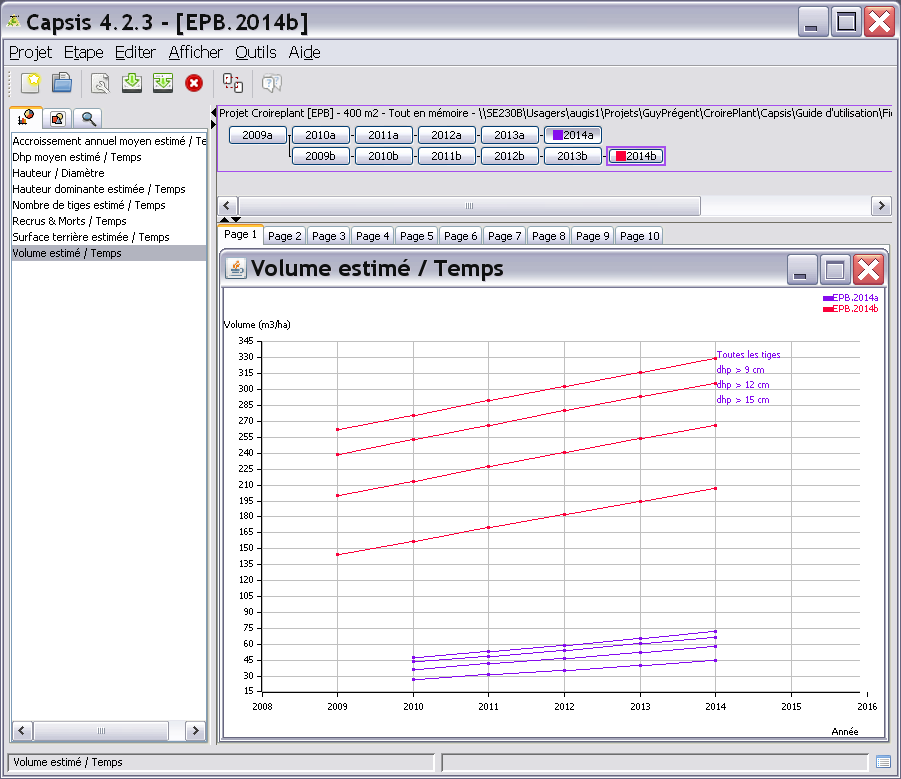 Capsis 4.2.3 - [EPB.2014b]
Projet Etape Editer Afficher Outils Aide
Projet Croireplant [EPB] - 400 m2 - Tout en mémoire - \\SE230B\Usagers\augis1\Projets\GuyPrégent\CroirePlant\Capsis\Guide d'utilisation\Fi
2009a 2010a 2011a 2012a 2013a 2014a
2009b 2010b 2011b 2012b 2013b 2014b
Accroissement annuel moyen estimé / Te
Dhp moyen estimé / Temps
Hauteur / Diamètre
Hauteur dominante estimée / Temps
Nombre de tiges estimé / Temps
Recrus & Morts / Temps
Surface terrière estimée / Temps
Volume estimé / Temps
Page 1 Page 2 Page 3 Page 4 Page 5 Page 6 Page 7 Page 8 Page 9 Page 10
Volume estimé / Temps
EPB.2014a
EPB.2014b
Volume (m3/ha)
345
330
315
300
285
270
255
240
225
210
195
180
165
150
135
120
105
90
75
60
45
30
15
Toutes les tiges
dhp > 9 cm
dhp > 12 cm
dhp > 15 cm
2008 2009 2010 2011 2012 2013 2014 2015 2016
Année
Volume estimé / Temps